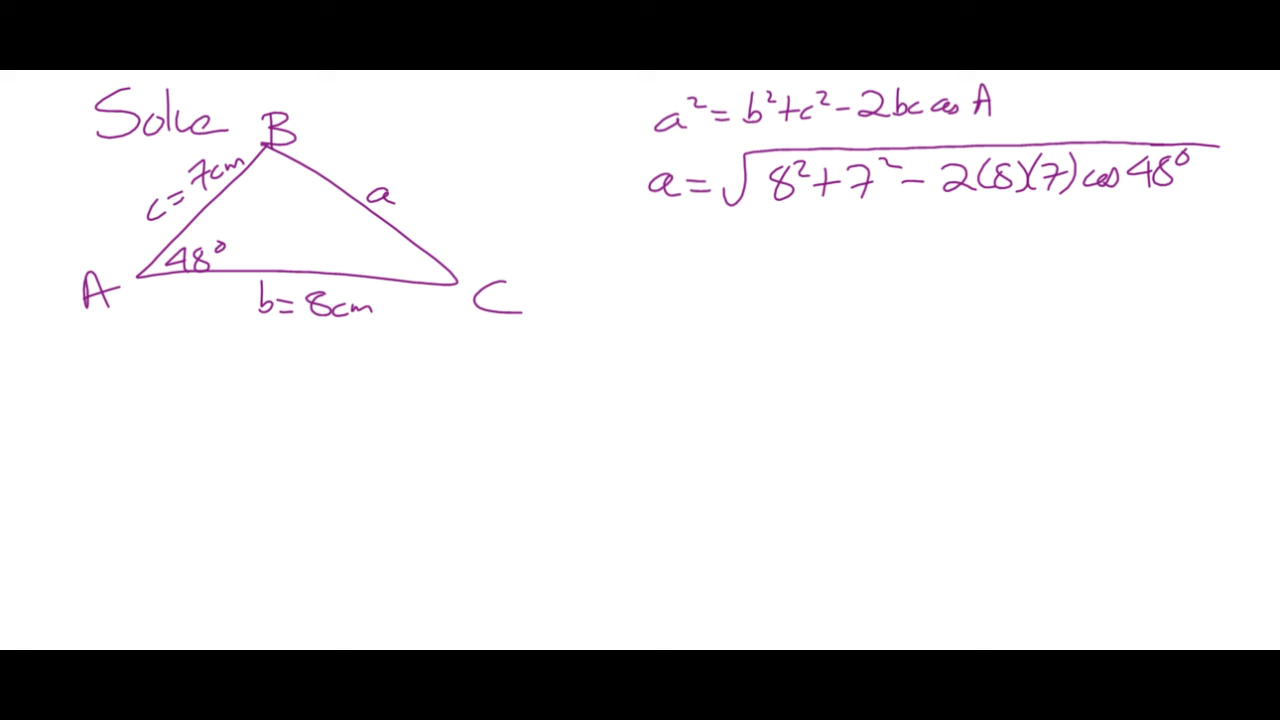 Solve
B
c = 7cm
a
48°
A
b = 8cm
C
a² = b² + c² - 2bc cos A
a = √8² + 7² - 2(8)(7) cos 48°